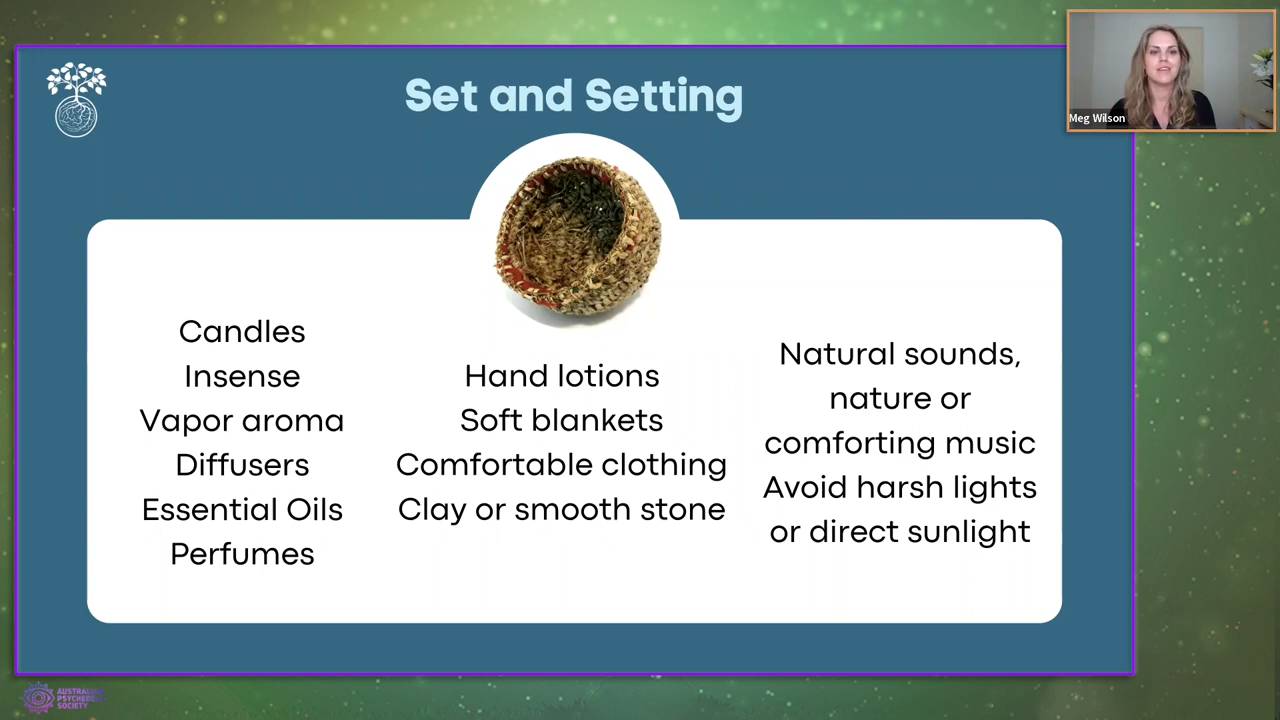 Set and Setting
Meg Wilson
Candles
Insense
Vapor aroma
Diffusers
Essential Oils
Perfumes
Hand lotions
Soft blankets
Comfortable clothing
Clay or smooth stone
Natural sounds,
nature or
comforting music
Avoid harsh lights
or direct sunlight
SOCIETY